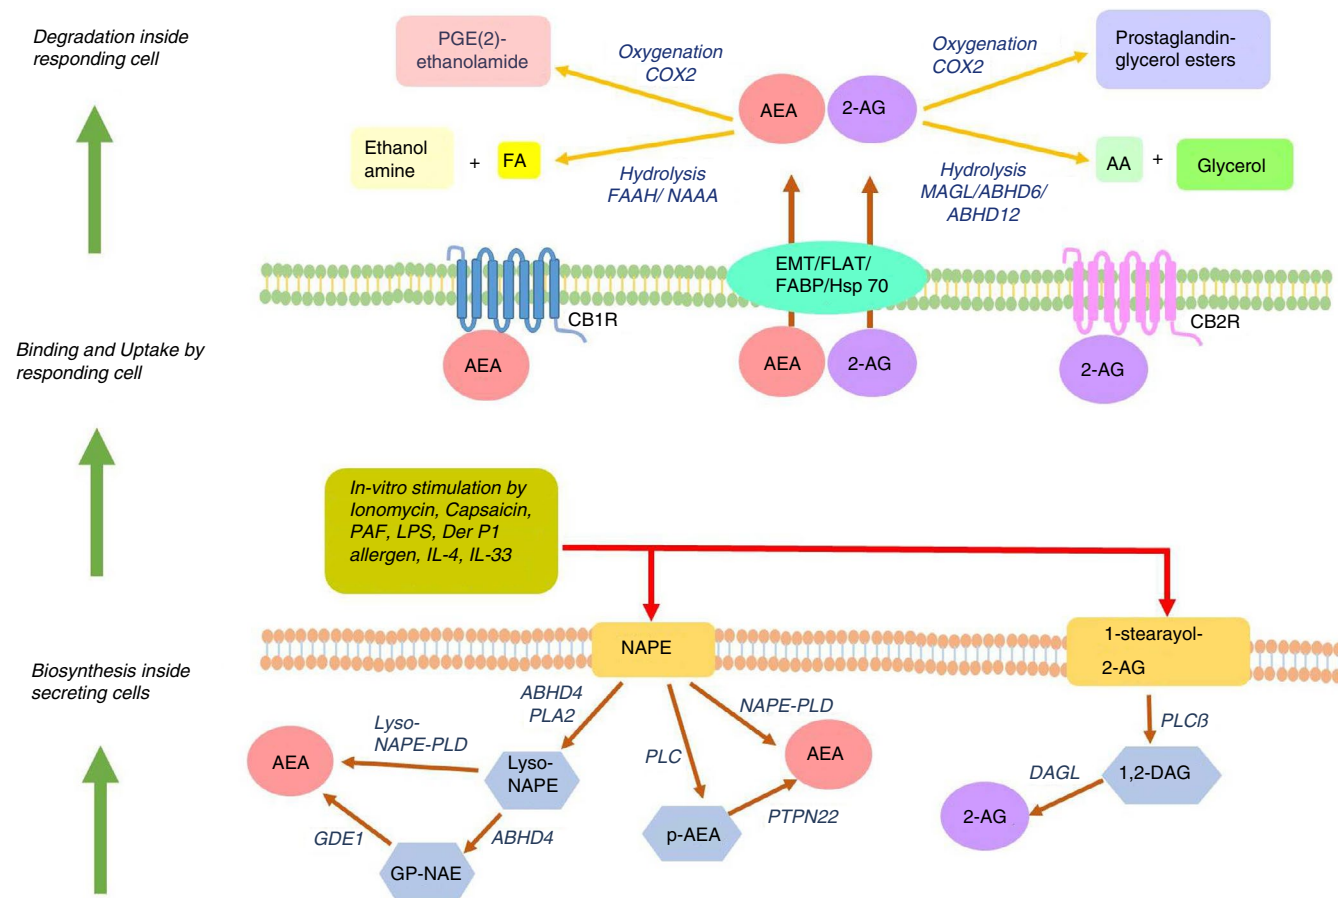 Degradation inside
responding cell
PGE(2)-
ethanolamide
Oxygenation
COX2
AEA
2-AG
Oxygenation
COX2
Prostaglandin-
glycerol esters
Ethanol
amine
+
FA
Hydrolysis
FAAH/ NAAA
Hydrolysis
MAGL/ABHD6/
ABHD12
AA
+
Glycerol
EMT/FLAT/
FABP/Hsp 70
CB1R
CB2R
Binding and Uptake by
responding cell
AEA
AEA
2-AG
2-AG
In-vitro stimulation by
Ionomycin, Capsaicin,
PAF, LPS, Der P1
allergen, IL-4, IL-33
Biosynthesis inside
secreting cells
NAPE
1-stearayol-
2-AG
ABHD4
PLA2
NAPE-PLD
PLCß
Lyso-
NAPE-PLD
PLC
AEA
Lyso-
NAPE
AEA
DAGL
1,2-DAG
2-AG
GDE1
ABHD4
p-AEA
PTPN22
GP-NAE